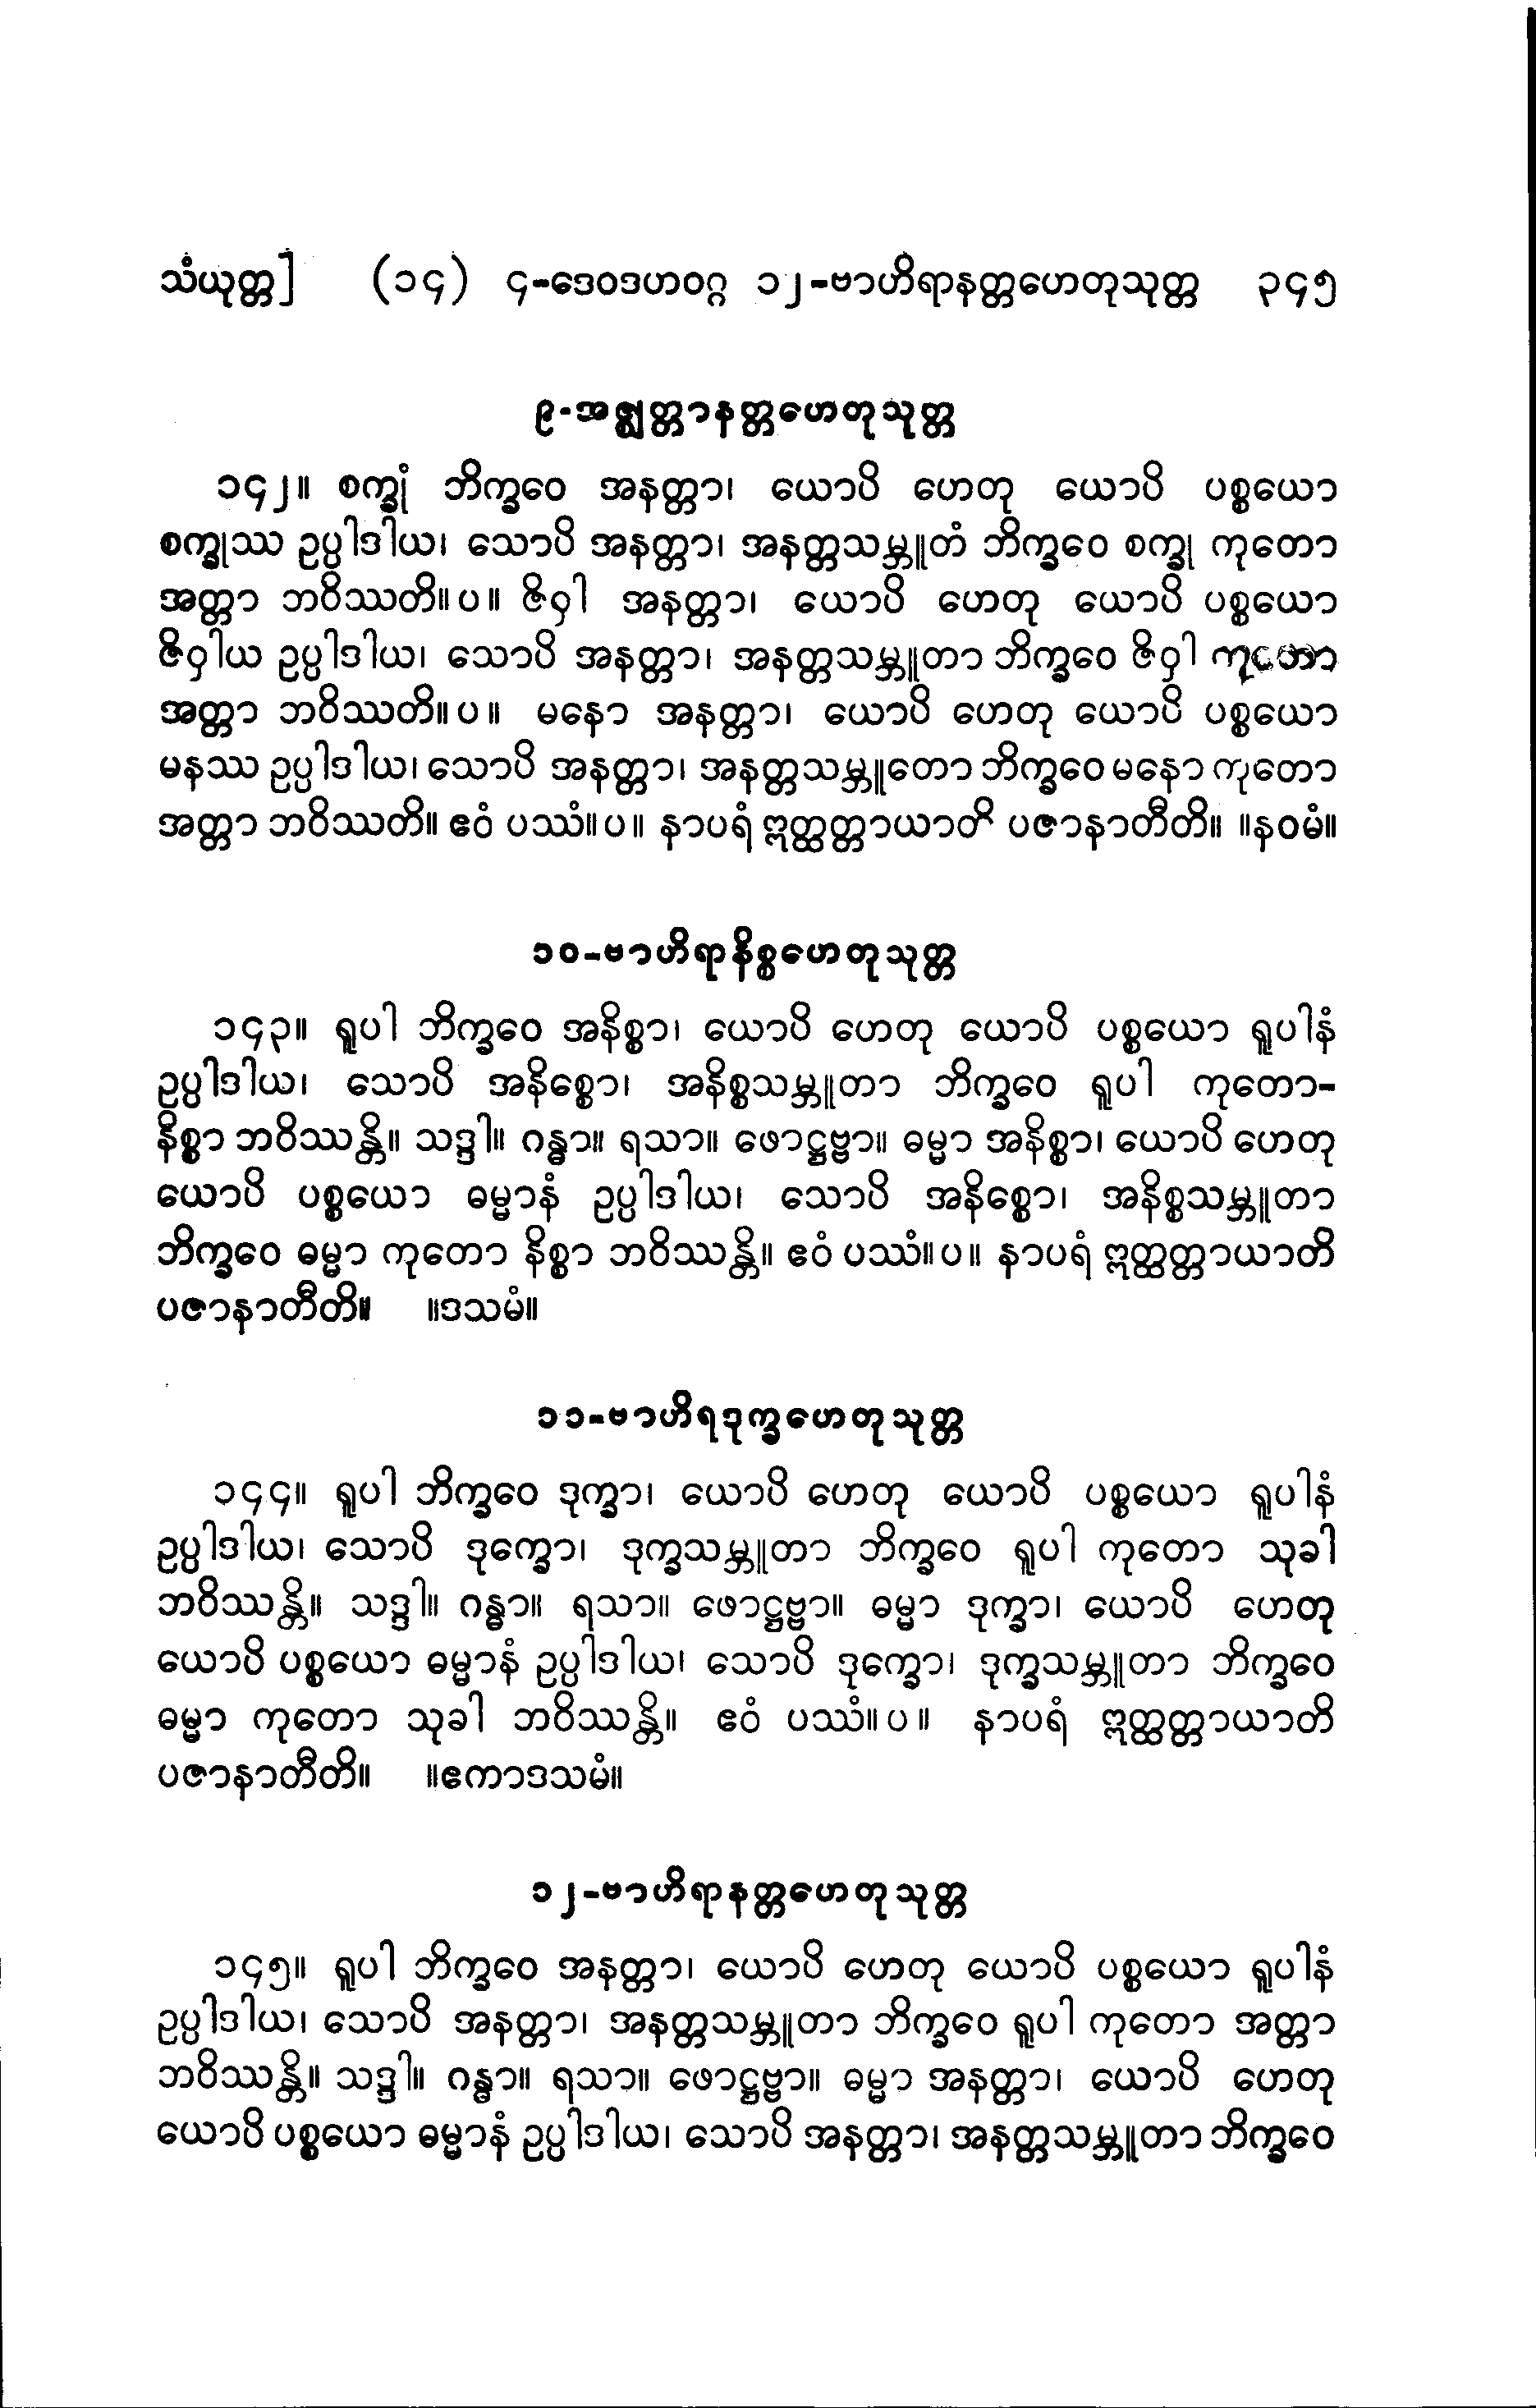 သံယုတ္တ] (၁၄) ၄-ဒေဝဒဟဝဂ္ဂ ၁၂-ဗာဟိရာနတ္တဟေတုသုတ္တ ၃၄၅
၉-အဇ္ဈတ္တာနတ္တဟေတုသုတ္တ
၁၄၂။ စက္ခုံ ဘိက္ခဝေ အနတ္တာ၊ ယောပိ ဟေတု ယောပိ ပစ္စယော
စက္ခုဿ ဥပ္ပါဒါယ၊ သောပိ အနတ္တာ၊ အနတ္တသမ္ဘူတံ ဘိက္ခဝေ စက္ခု ကုတော
အတ္တာ ဘဝိဿတိ။ပ။ ဇိဝှါ အနတ္တာ၊ ယောပိ ဟေတု ယောပိ ပစ္စယော
ဇိဝှါယ ဥပ္ပါဒါယ၊ သောပိ အနတ္တာ၊ အနတ္တသမ္ဘူတာ ဘိက္ခဝေ ဇိဝှါ ကုတော
အတ္တာ ဘဝိဿတိ။ပ။ မနော အနတ္တာ၊ ယောပိ ဟေတု ယောပိ ပစ္စယော
မနဿ ဥပ္ပါဒါယ၊ သောပိ အနတ္တာ၊ အနတ္တသမ္ဘူတော ဘိက္ခဝေ မနော ကုတော
အတ္တာ ဘဝိဿတိ။ ဧဝံ ပဿံ။ပ။ နာပရံ ဣတ္ထတ္တာယာတိ ပဇာနာတီတိ။ ။နဝမံ။
၁၀-ဗာဟိရာနိစ္စဟေတုသုတ္တ
၁၄၃။ ရူပါ ဘိက္ခဝေ အနိစ္စာ၊ ယောပိ ဟေတု ယောပိ ပစ္စယော ရူပါနံ
ဥပ္ပါဒါယ၊ သောပိ အနိစ္စော၊ အနိစ္စသမ္ဘူတာ ဘိက္ခဝေ ရူပါ ကုတော-
နိစ္စာ ဘဝိဿန္တိ။ သဒ္ဒါ။ ဂန္ဓာ။ ရသာ။ ဖောဋ္ဌဗ္ဗာ။ ဓမ္မာ အနိစ္စာ၊ ယောပိ ဟေတု
ယောပိ ပစ္စယော ဓမ္မာနံ ဥပ္ပါဒါယ၊ သောပိ အနိစ္စော၊ အနိစ္စသမ္ဘူတာ
ဘိက္ခဝေ ဓမ္မာ ကုတော နိစ္စာ ဘဝိဿန္တိ။ ဧဝံ ပဿံ။ပ။ နာပရံ ဣတ္ထတ္တာယာတိ
ပဇာနာတီတိ။ ။ဒသမံ။
၁၁-ဗာဟိရဒုက္ခဟေတုသုတ္တ
၁၄၄။ ရူပါ ဘိက္ခဝေ ဒုက္ခာ၊ ယောပိ ဟေတု ယောပိ ပစ္စယော ရူပါနံ
ဥပ္ပါဒါယ၊ သောပိ ဒုက္ခော၊ ဒုက္ခသမ္ဘူတာ ဘိက္ခဝေ ရူပါ ကုတော သုခါ
ဘဝိဿန္တိ။ သဒ္ဒါ။ ဂန္ဓာ။ ရသာ။ ဖောဋ္ဌဗ္ဗာ။ ဓမ္မာ ဒုက္ခာ၊ ယောပိ ဟေတု
ယောပိ ပစ္စယော ဓမ္မာနံ ဥပ္ပါဒါယ၊ သောပိ ဒုက္ခော၊ ဒုက္ခသမ္ဘူတာ ဘိက္ခဝေ
ဓမ္မာ ကုတော သုခါ ဘဝိဿန္တိ။ ဧဝံ ပဿံ။ပ။ နာပရံ ဣတ္ထတ္တာယာတိ
ပဇာနာတီတိ။ ။ဧကာဒသမံ။
၁၂-ဗာဟိရာနတ္တဟေတုသုတ္တ
၁၄၅။ ရူပါ ဘိက္ခဝေ အနတ္တာ၊ ယောပိ ဟေတု ယောပိ ပစ္စယော ရူပါနံ
ဥပ္ပါဒါယ၊ သောပိ အနတ္တာ၊ အနတ္တသမ္ဘူတာ ဘိက္ခဝေ ရူပါ ကုတော အတ္တာ
ဘဝိဿန္တိ။ သဒ္ဒါ။ ဂန္ဓာ။ ရသာ။ ဖောဋ္ဌဗ္ဗာ။ ဓမ္မာ အနတ္တာ၊ ယောပိ ဟေတု
ယောပိ ပစ္စယော ဓမ္မာနံ ဥပ္ပါဒါယ၊ သောပိ အနတ္တာ၊ အနတ္တသမ္ဘူတာ ဘိက္ခဝေ